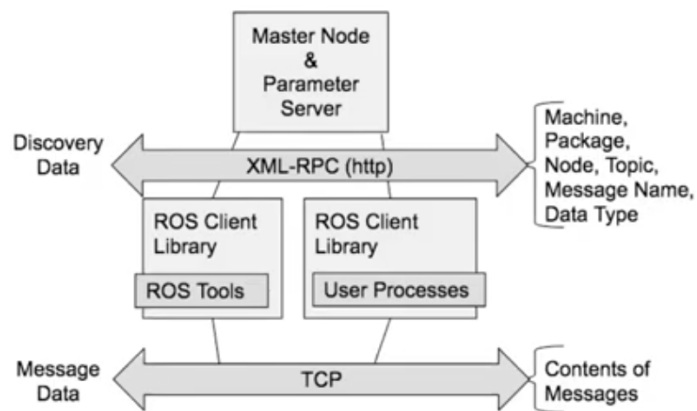 Master Node
&
Parameter
Server
Discovery
Data
XML-RPC (http)
Machine,
Package,
Node, Topic,
Message Name,
Data Type
ROS Client
Library
ROS Tools
ROS Client
Library
User Processes
Message
Data
TCP
Contents of
Messages